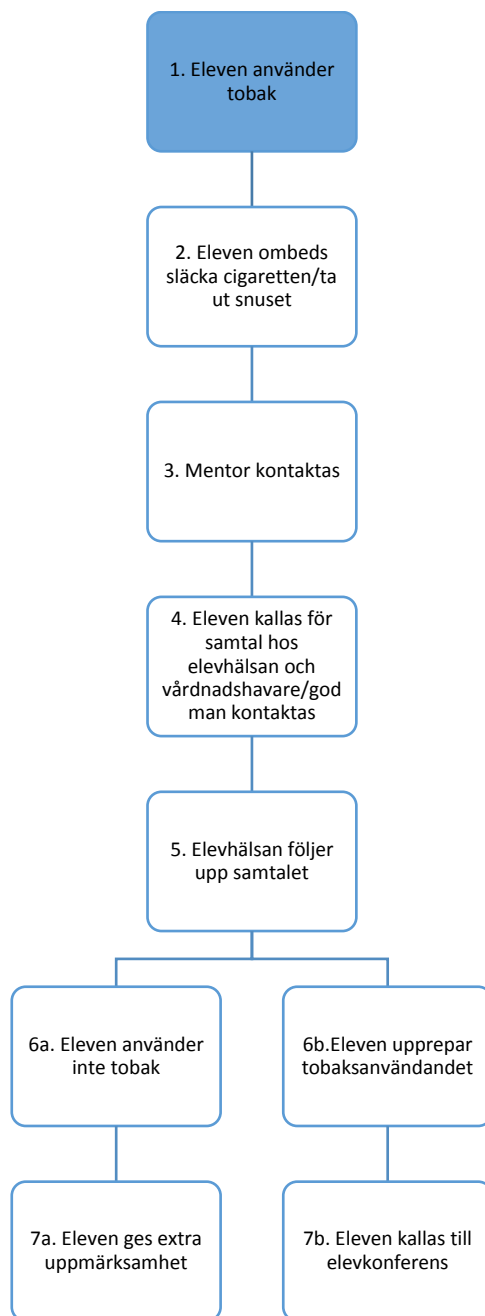 1. Eleven använder
tobak
2. Eleven ombeds
släcka cigaretten/ta
ut snuset
3. Mentor kontaktas
4. Eleven kallas för
samtal hos
elevhälsan och
vårdnadshavare/god
man kontaktas
5. Elevhälsan följer
upp samtalet
6a. Eleven använder
inte tobak
6b.Eleven upprepar
tobaksanvändandet
7a. Eleven ges extra
uppmärksamhet
7b. Eleven kallas till
elevkonferens